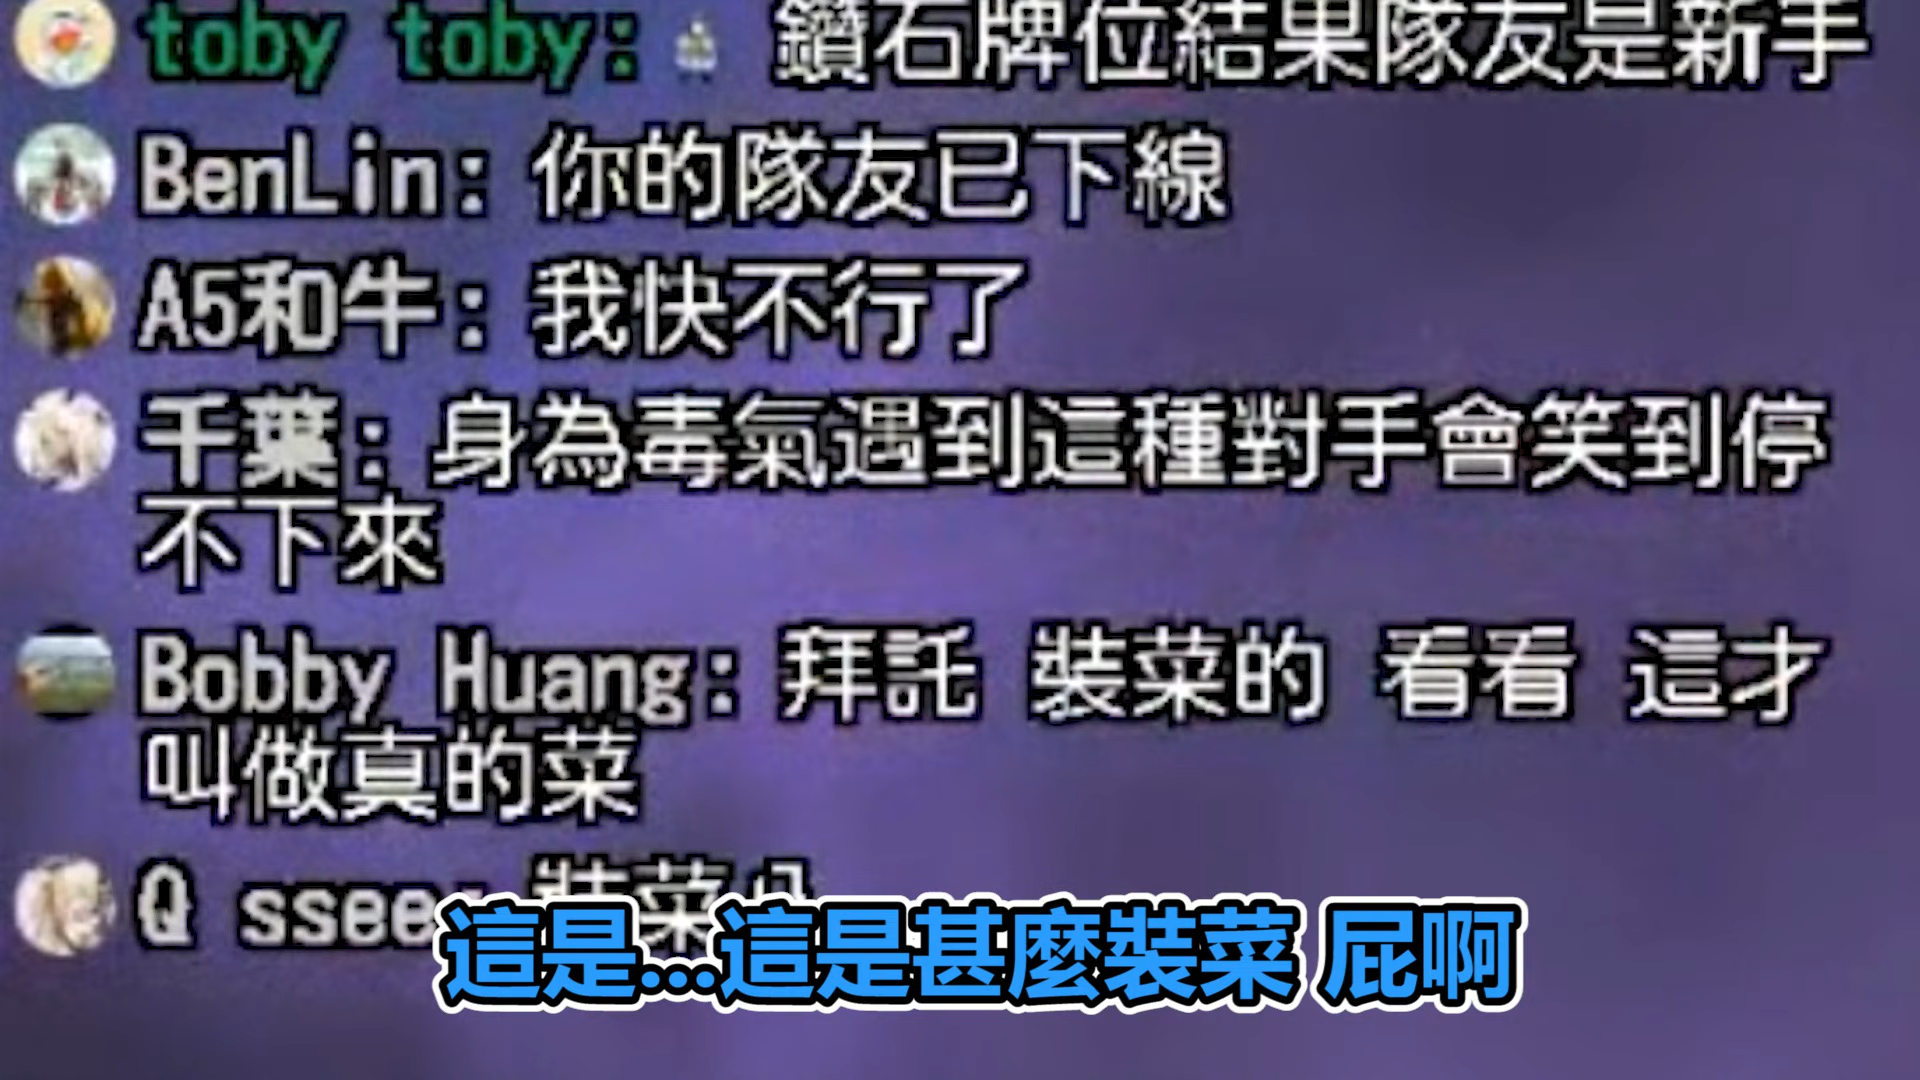 toby toby: 鑽石牌位結果隊友是新手
BenLin: 你的隊友已下線
A5和牛: 我快不行了
千葉: 身為毒氣遇到這種對手會笑到停
不下來
Bobby Huang: 拜託 裝菜的 看看 這才
叫做真的菜
Q ssee: 裝菜
這是...這是甚麼裝菜 屁啊